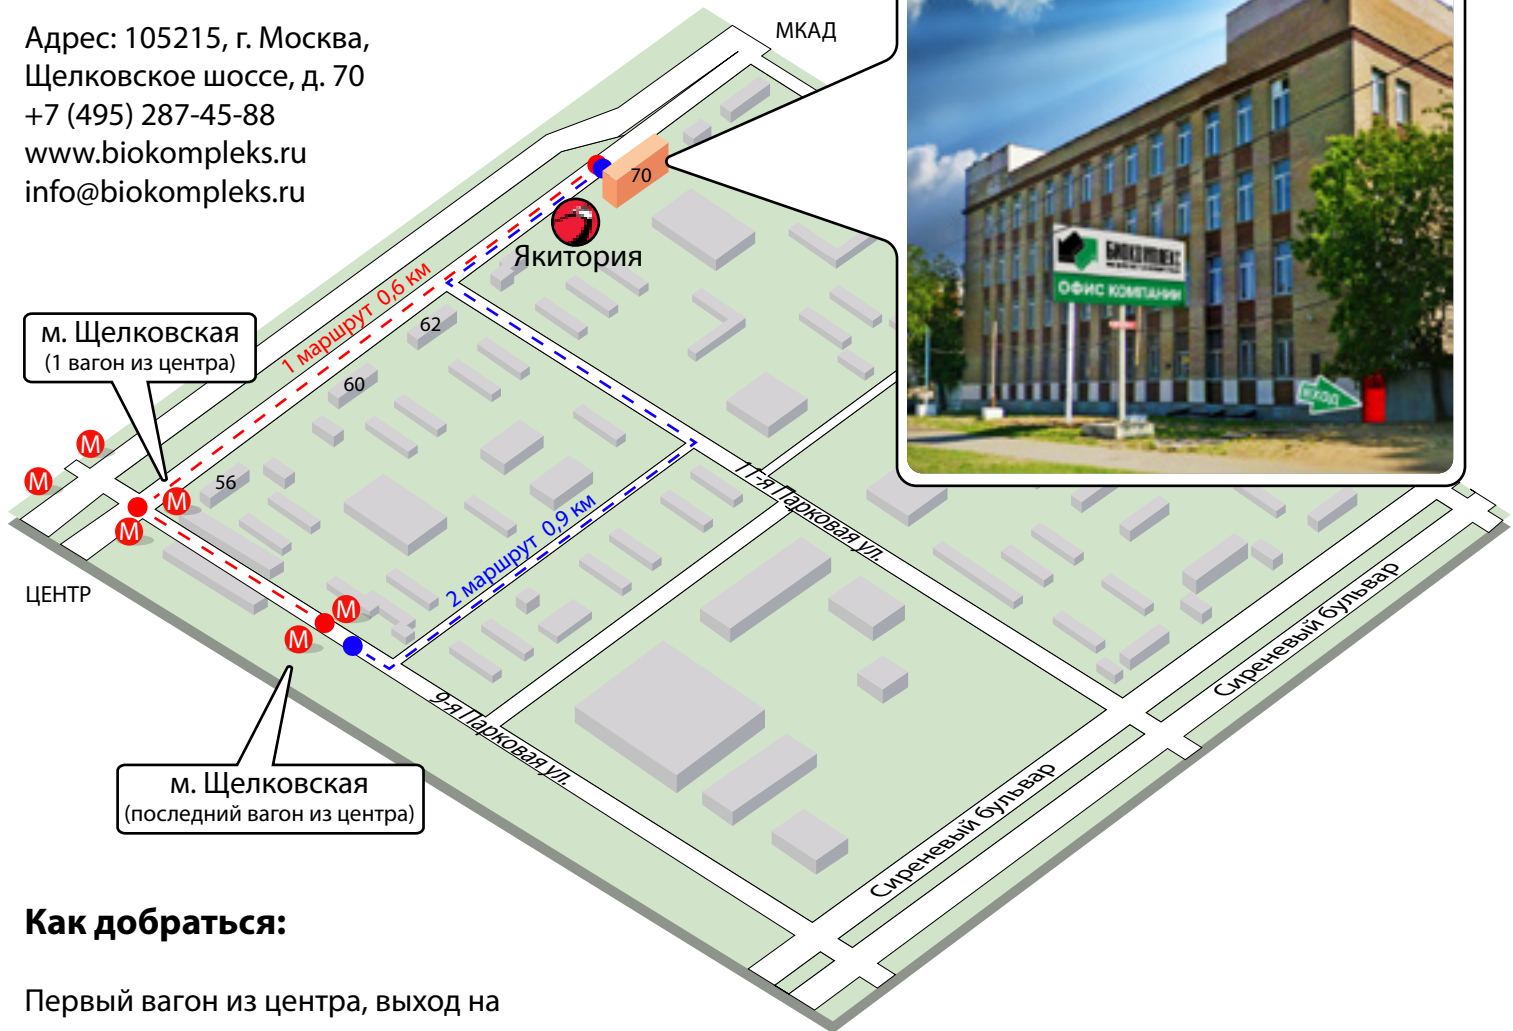 Адрес: 105215, г. Москва,
Щелковское шоссе, д. 70
+7 (495) 287-45-88
www.biokompleks.ru
info@biokompleks.ru
МКАД
70
Якитория
БИОКОМПЛЕКС
ОФИС КОМПАНИИ
вход
1 маршрут 0,6 км
62
60
56
м. Щелковская
(1 вагон из центра)
М
М
М
М
ЦЕНТР
11-я Парковая ул.
2 маршрут 0,9 км
М
М
9-я Парковая ул.
Сиреневый бульвар
Сиреневый бульвар
м. Щелковская
(последний вагон из центра)
Как добраться:
Первый вагон из центра, выход на